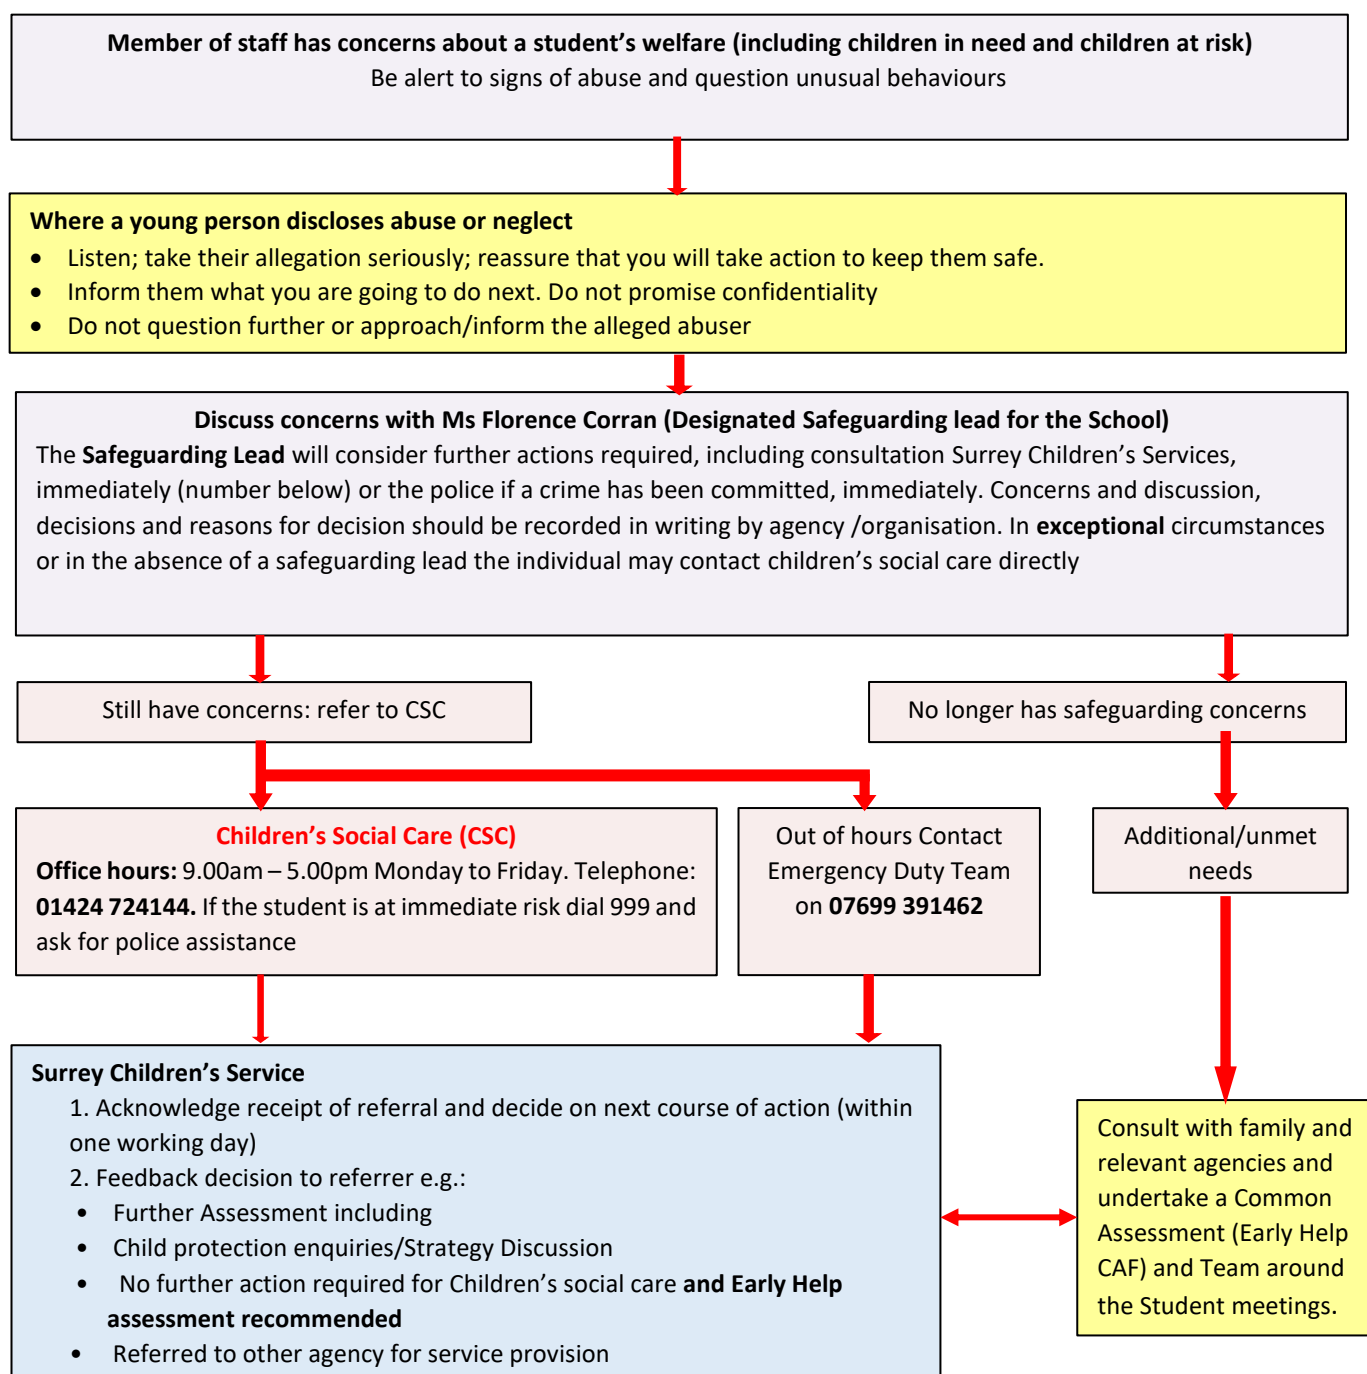 Member of staff has concerns about a student’s welfare (including children in need and children at risk)
Be alert to signs of abuse and question unusual behaviours
Where a young person discloses abuse or neglect
• Listen; take their allegation seriously; reassure that you will take action to keep them safe.
• Inform them what you are going to do next. Do not promise confidentiality
• Do not question further or approach/inform the alleged abuser
Discuss concerns with Ms Florence Corran (Designated Safeguarding lead for the School)
The Safeguarding Lead will consider further actions required, including consultation Surrey Children’s Services,
immediately (number below) or the police if a crime has been committed, immediately. Concerns and discussion,
decisions and reasons for decision should be recorded in writing by agency /organisation. In exceptional circumstances
or in the absence of a safeguarding lead the individual may contact children’s social care directly
Still have concerns: refer to CSC
No longer has safeguarding concerns
Children’s Social Care (CSC)
Office hours: 9.00am – 5.00pm Monday to Friday. Telephone:
01424 724144. If the student is at immediate risk dial 999 and
ask for police assistance
Out of hours Contact
Emergency Duty Team
on 07699 391462
Additional/unmet
needs
Surrey Children’s Service
1. Acknowledge receipt of referral and decide on next course of action (within
one working day)
2. Feedback decision to referrer e.g.:
• Further Assessment including
• Child protection enquiries/Strategy Discussion
• No further action required for Children’s social care and Early Help
assessment recommended
• Referred to other agency for service provision
Consult with family and
relevant agencies and
undertake a Common
Assessment (Early Help
CAF) and Team around
the Student meetings.